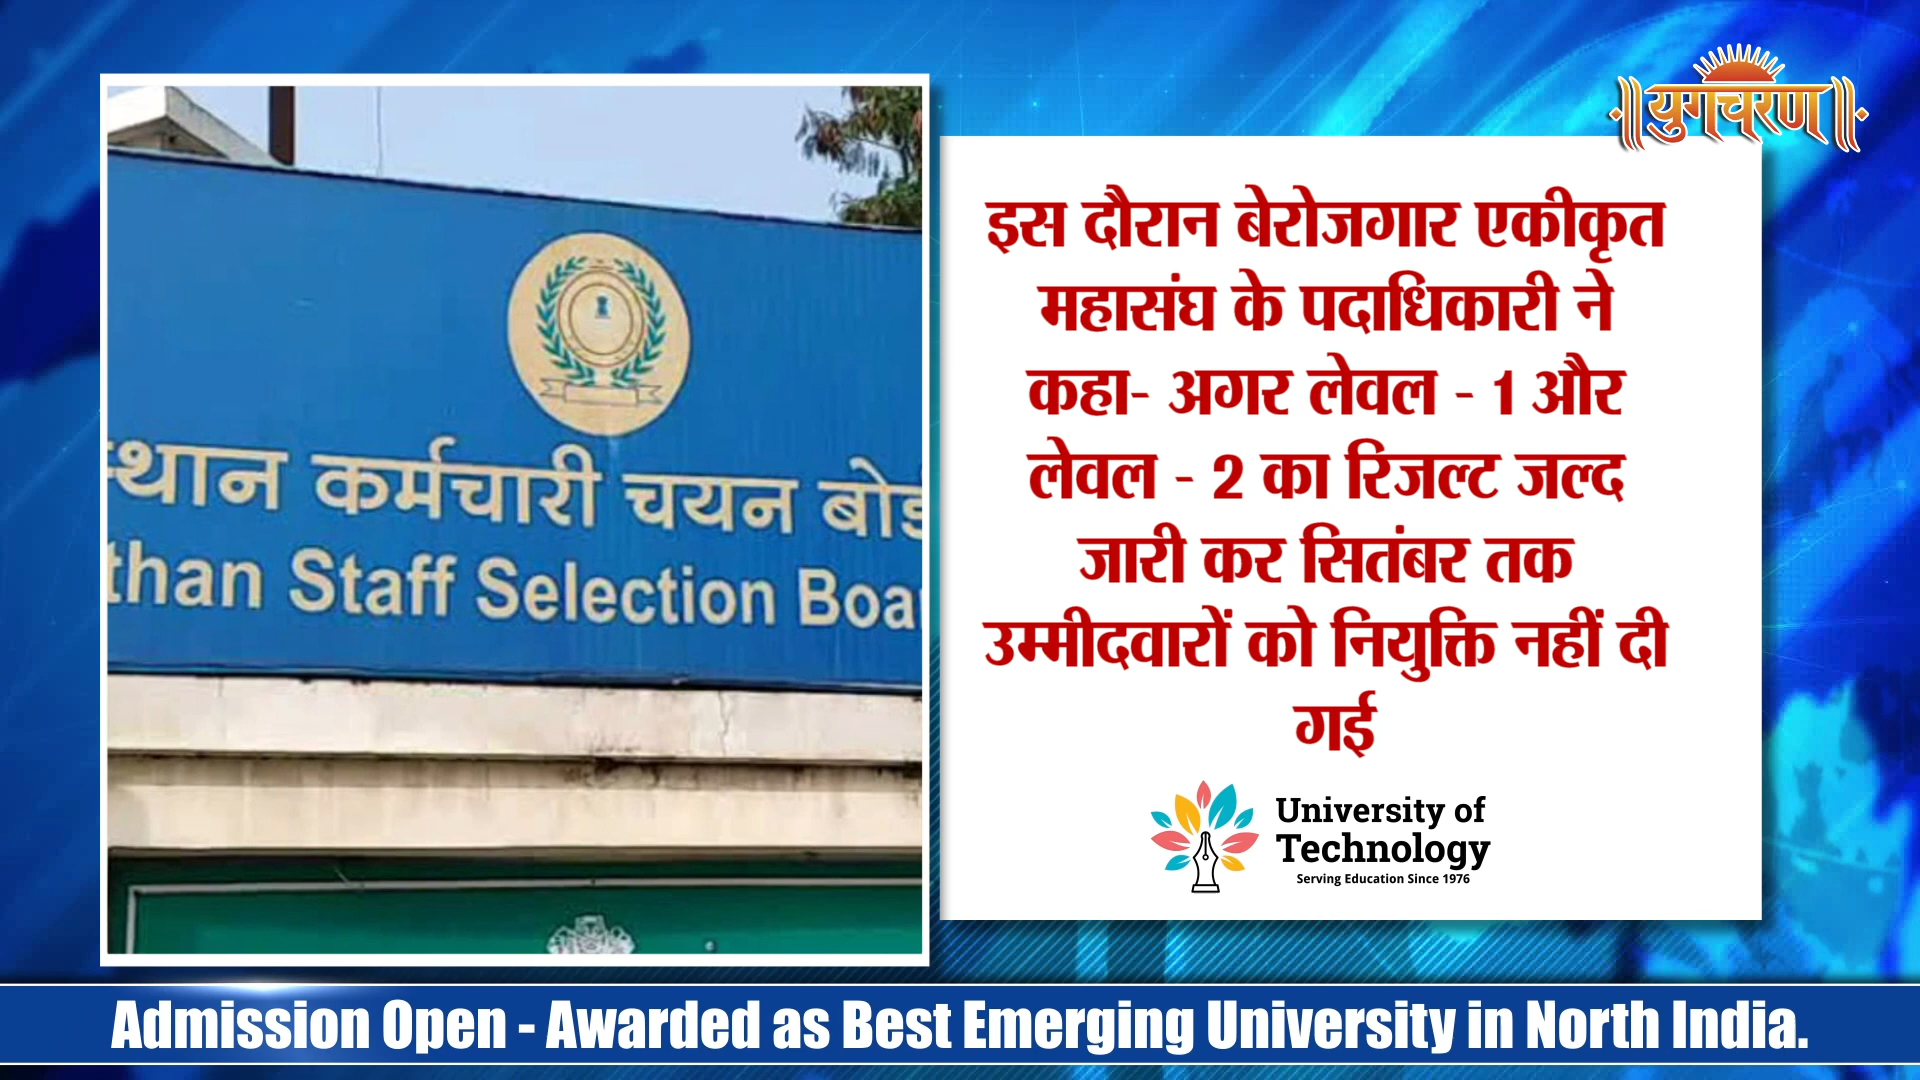 युगचरण
स्थान कर्मचारी चयन बोर्ड
than Staff Selection Boar
इस दौरान बेरोजगार एकीकृत
महासंघ के पदाधिकारी ने
कहा- अगर लेवल - 1 और
लेवल - 2 का रिजल्ट जल्द
जारी कर सितंबर तक
उम्मीदवारों को नियुक्ति नहीं दी
गई
University of
Technology
Serving Education Since 1976
Admission Open - Awarded as Best Emerging University in North India.